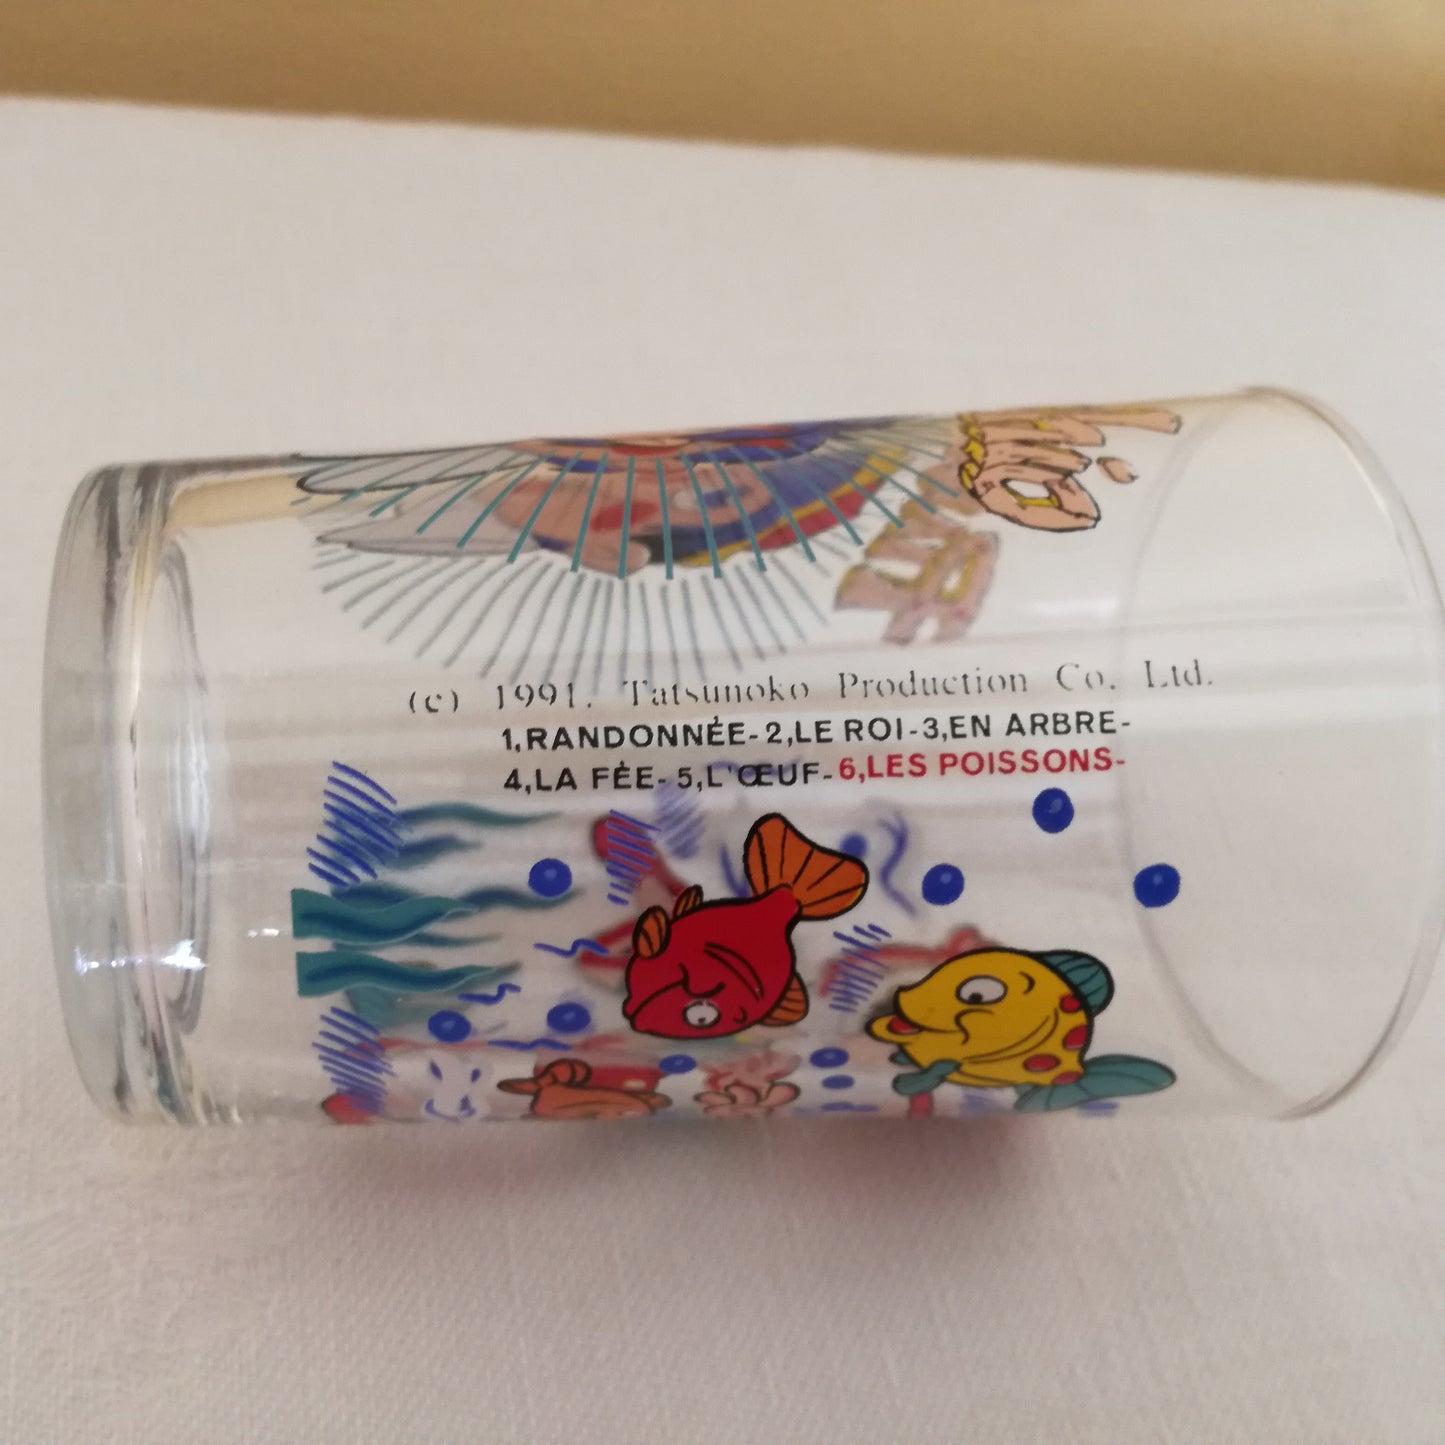 (c) 1991. Tatsunoko Production Co. Ltd.
1,RANDONNÉE-2,LE ROI-3,EN ARBRE-
4,LA FÉE-5,L'ŒUF-6,LES POISSONS-